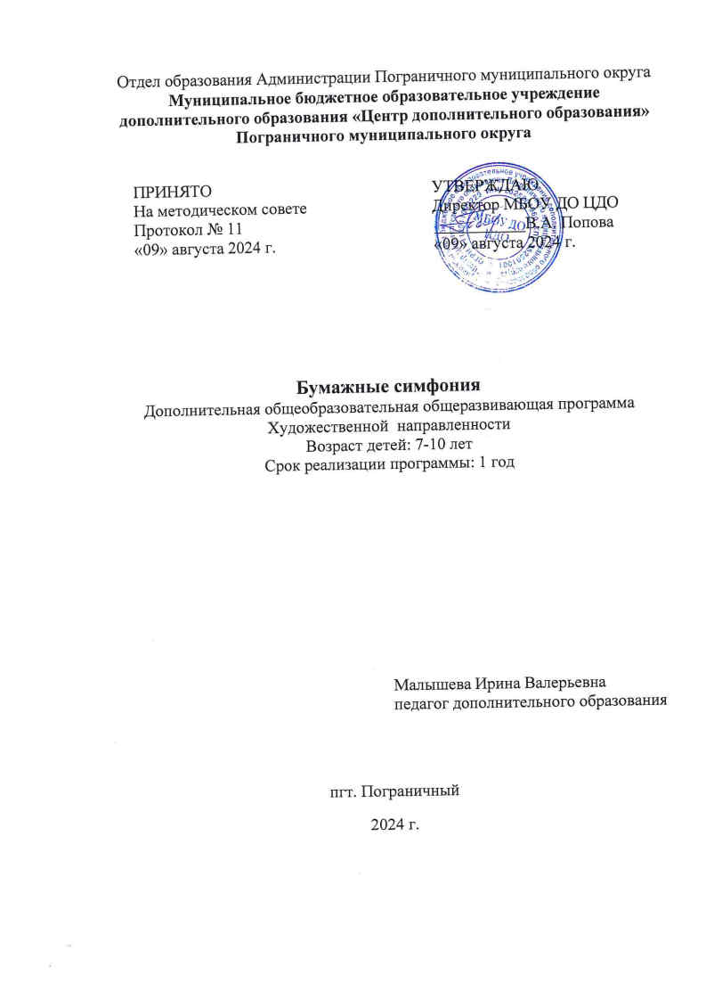 Отдел образования Администрации Пограничного муниципального округа
Муниципальное бюджетное образовательное учреждение
дополнительного образования «Центр дополнительного образования»
Пограничного муниципального округа
ПРИНЯТО
На методическом совете
Протокол № 11
«09» августа 2024 г.
УТВЕРЖДАЮ
Директор МБОУ ДО ЦДО
В.А. Попова
«09» августа 2024 г.
МБОУ ДО
ЦДО
Бумажные симфония
Дополнительная общеобразовательная общеразвивающая программа
Художественной направленности
Возраст детей: 7-10 лет
Срок реализации программы: 1 год
Малышева Ирина Валерьевна
педагог дополнительного образования
пгт. Пограничный
2024 г.